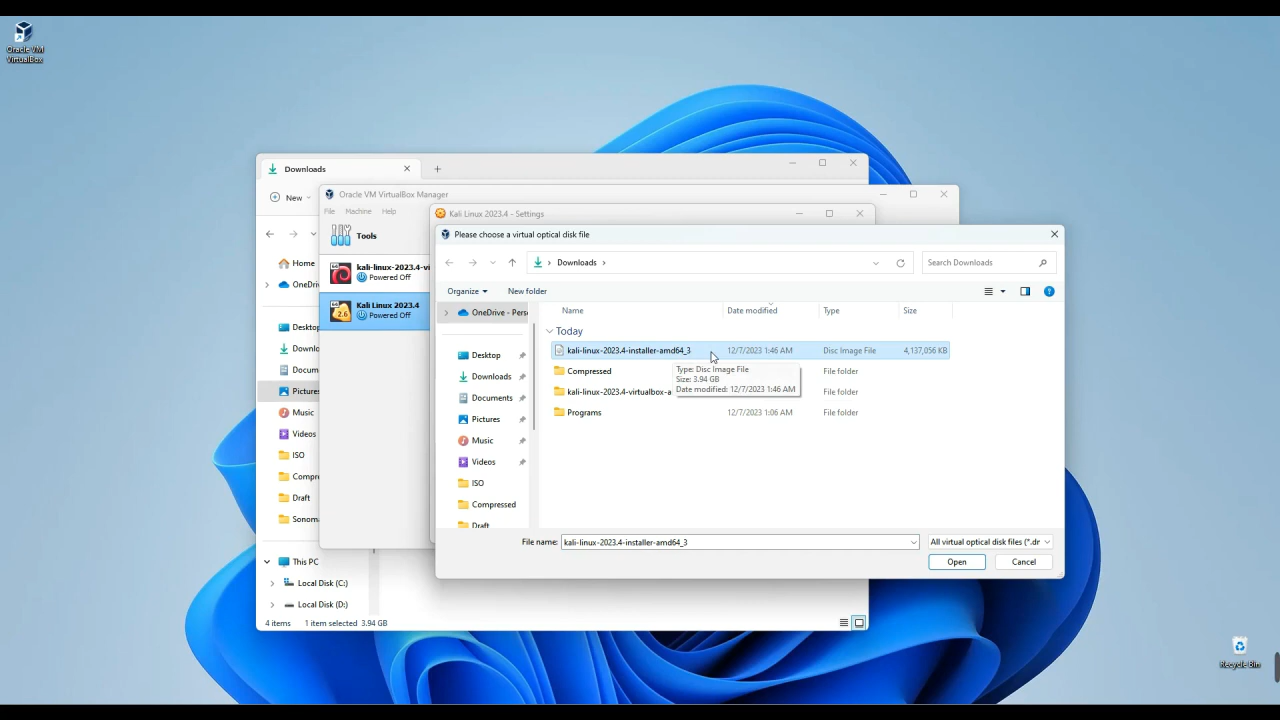 Oracle VM
VirtualBox
Downloads
New
Home
Desktop
Pictures
Music
Videos
ISO
Draft
This PC
Local Disk (C:)
Local Disk (D:)
4 items 1 item selected 3.94 GB
Oracle VM VirtualBox Manager
File Machine Help
Tools
kali-linux-2023.4-vi
Powered Off
Kali Linux 2023.4
Powered Off
Kali Linux 2023.4 - Settings
Please choose a virtual optical disk file
Downloads
Search Downloads
Organize New folder
OneDrive - Pers
Desktop
Downloads
Documents
Pictures
Music
Videos
ISO
Compressed
Draft
Name Date modified Type Size
Today
kali-linux-2023.4-installer-amd64_3 12/7/2023 1:46 AM Disc Image File 4,137,056 KB
Compressed File folder
kali-linux-2023.4-virtualbox-a File folder
Programs 12/7/2023 1:06 AM File folder
Type: Disc Image File
Size: 3.94 GB
Date modified: 12/7/2023 1:46 AM
File name: kali-linux-2023.4-installer-amd64_3 All virtual optical disk files (*.dr
Open Cancel
Recycle Bin